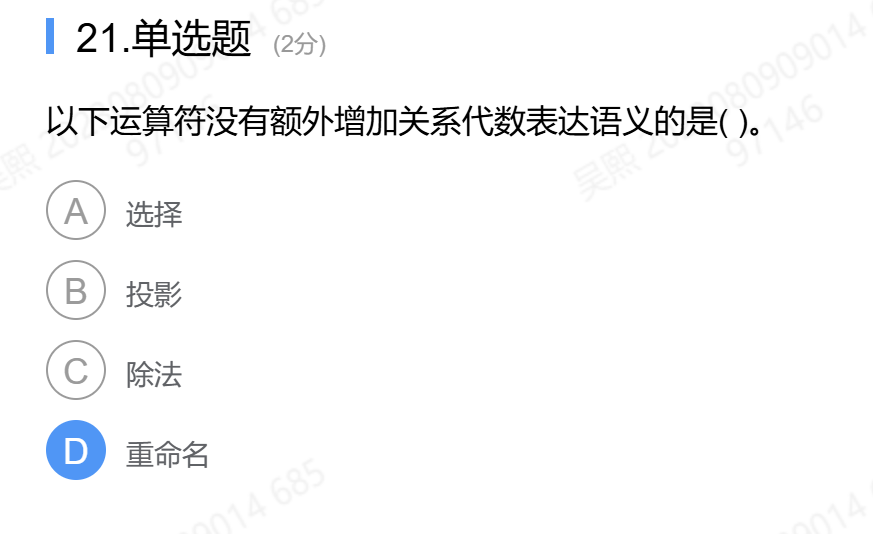 21.单选题 (2分)
以下运算符没有额外增加关系代数表达语义的是( )。
A 选择
B 投影
C 除法
D 重命名